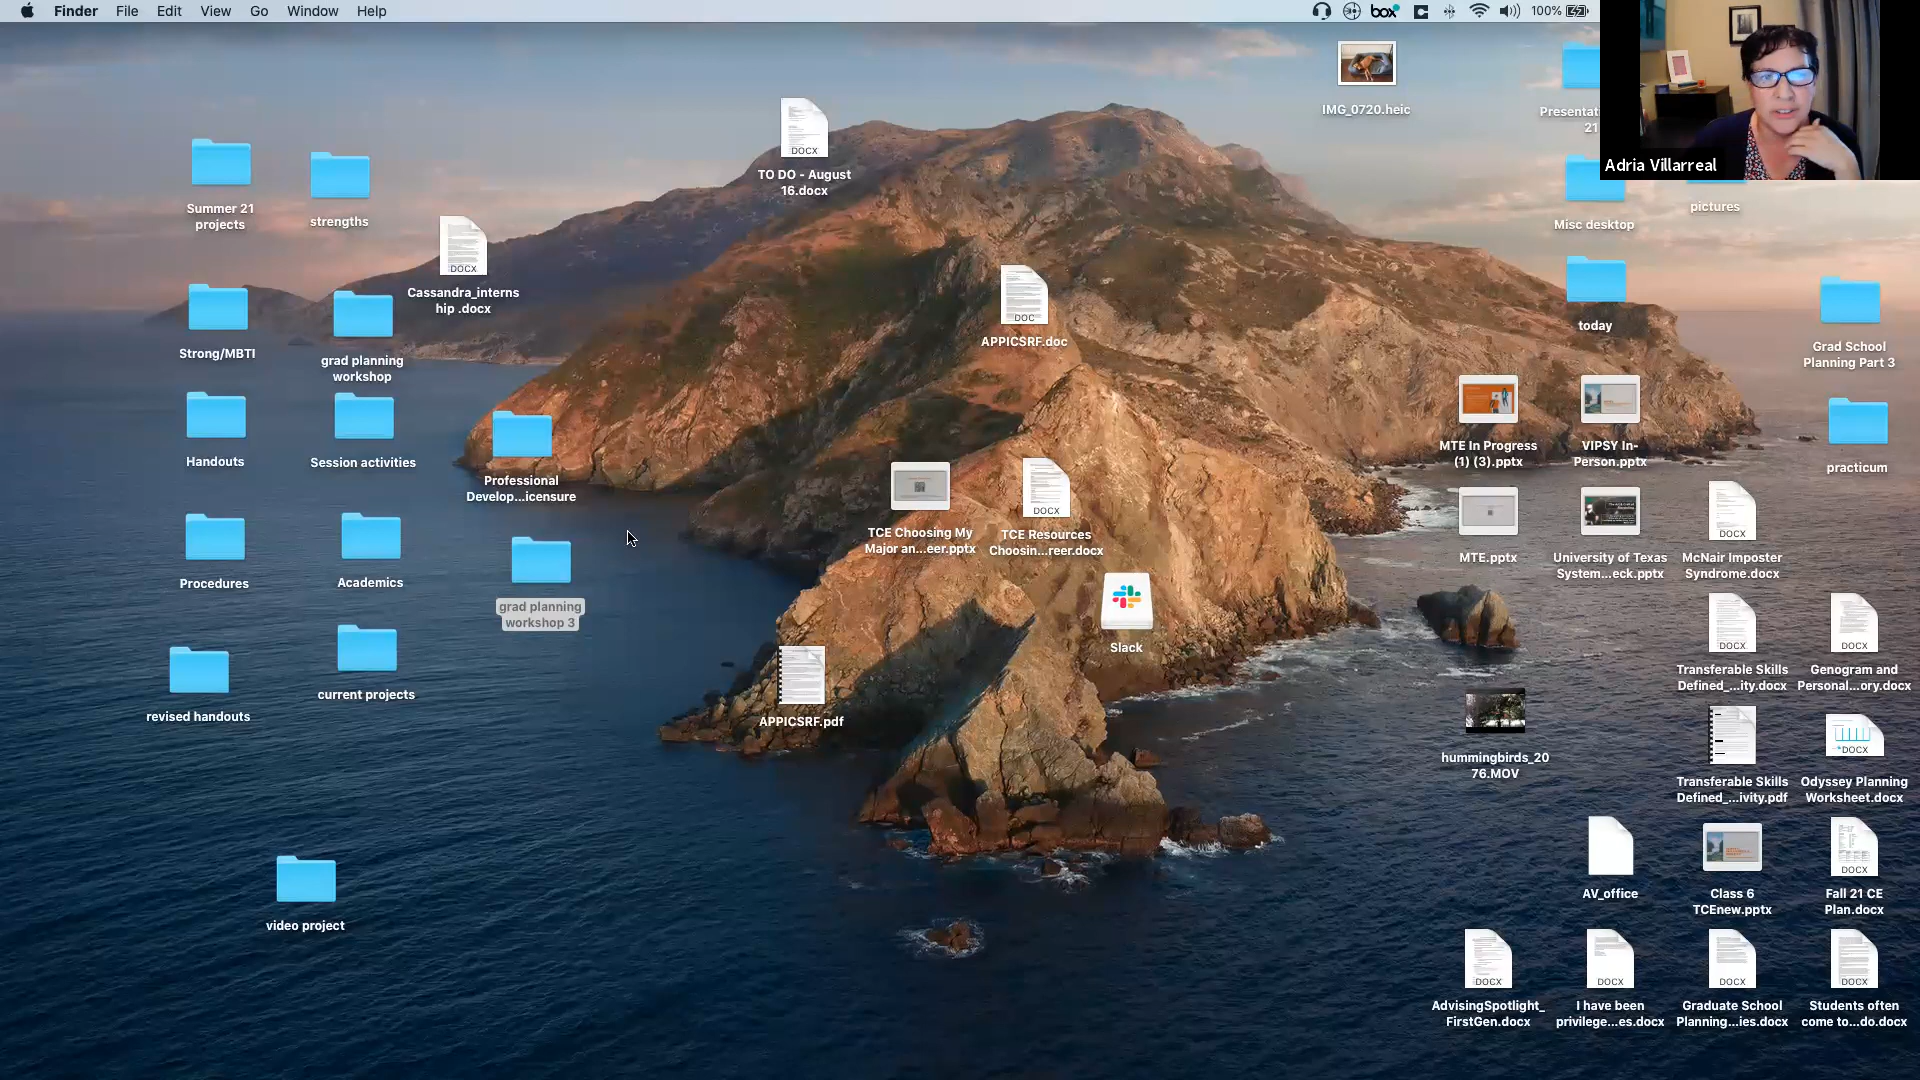 Finder File Edit View Go Window Help
box 100%
Adria Villarreal
IMG_0720.heic
Presentat
21
TO DO - August
16.docx
DOCX
Summer 21
projects
strengths
Misc desktop
pictures
DOCX
Cassandra_interns
hip .docx
DOC
APPICSRF.doc
today
Strong/MBTI
grad planning
workshop
Grad School
Planning Part 3
Handouts
Session activities
Professional
Develop...icensure
MTE In Progress
(1) (3).pptx
VIPSY In-
Person.pptx
practicum
TCE Choosing My
Major an...eer.pptx
DOCX
TCE Resources
Choosin...reer.docx
MTE.pptx
University of Texas
System...eck.pptx
DOCX
McNair Imposter
Syndrome.docx
Procedures
Academics
grad planning
workshop 3
Slack
DOCX
Transferable Skills
Defined_...ity.docx
DOCX
Genogram and
Personal...ory.docx
revised handouts
current projects
APPICSRF.pdf
hummingbirds_20
76.MOV
Transferable Skills
Defined_...ivity.pdf
DOCX
Odyssey Planning
Worksheet.docx
video project
AV_office
Class 6
TCEnew.pptx
DOCX
Fall 21 CE
Plan.docx
DOCX
AdvisingSpotlight_
FirstGen.docx
DOCX
I have been
privilege...es.docx
DOCX
Graduate School
Planning...ies.docx
DOCX
Students often
come to...do.docx